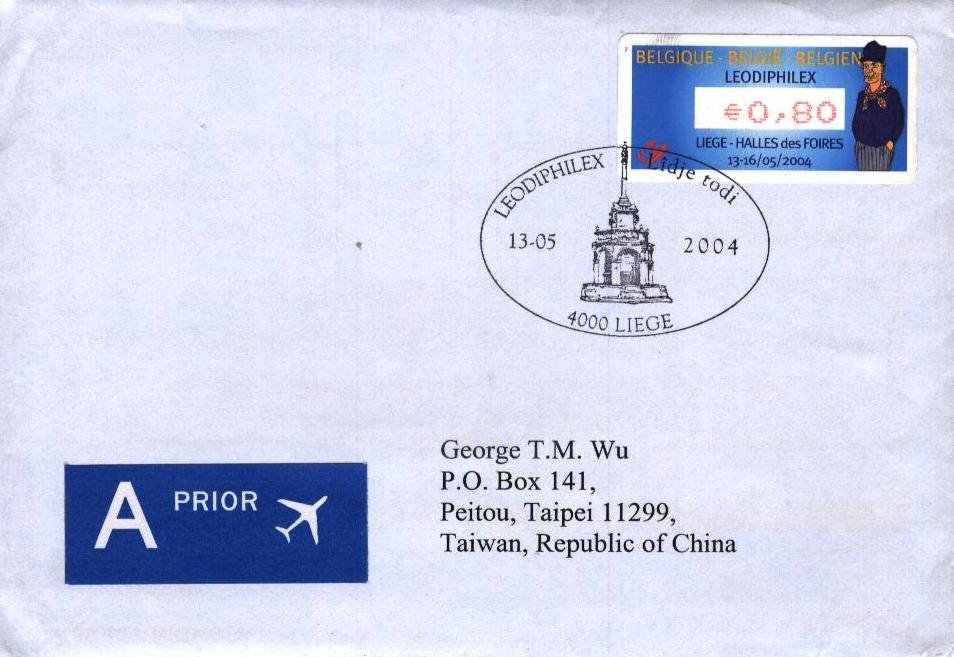 BELGIQUE - BELGIË - BELGIEN
LEODIPHILEX
€0,80
LIEGE - HALLES des FOIRES
13-16/05/2004
LEODIPHILEX Lîdje todi
13-05 2004
4000 LIEGE
A PRIOR
George T.M. Wu
P.O. Box 141,
Peitou, Taipei 11299,
Taiwan, Republic of China